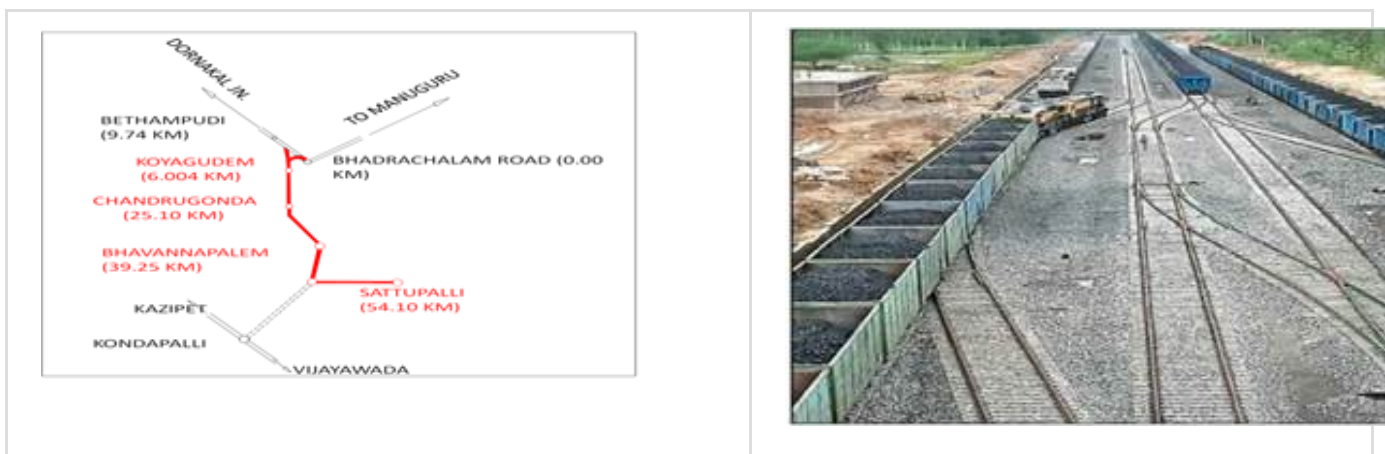 DORNAKAL JN.
TO MANUGURU
BETHAMPUDI
(9.74 KM)
BHADRACHALAM ROAD (0.00
KM)
KOYAGUDEM
(6.004 KM)
CHANDRUGONDA
(25.10 KM)
BHAVANNAPALEM
(39.25 KM)
SATTUPALLI
(54.10 KM)
KAZIPET
KONDAPALLI
VIJAYAWADA